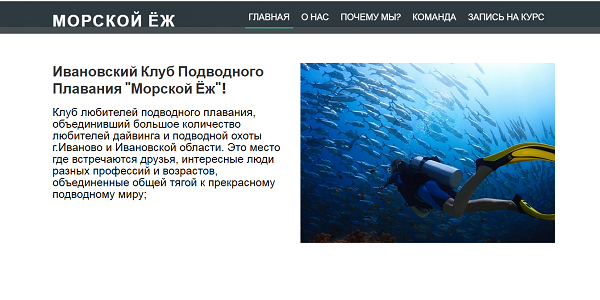 МОРСКОЙ ЁЖ
ГЛАВНАЯ О НАС ПОЧЕМУ МЫ? КОМАНДА ЗАПИСЬ НА КУРС
Ивановский Клуб Подводного
Плавания "Морской Ёж"!
Клуб любителей подводного плавания,
объединивший большое количество
любителей дайвинга и подводной охоты
г.Иваново и Ивановской области. Это место
где встречаются друзья, интересные люди
разных профессий и возрастов,
объединенные общей тягой к прекрасному
подводному миру;